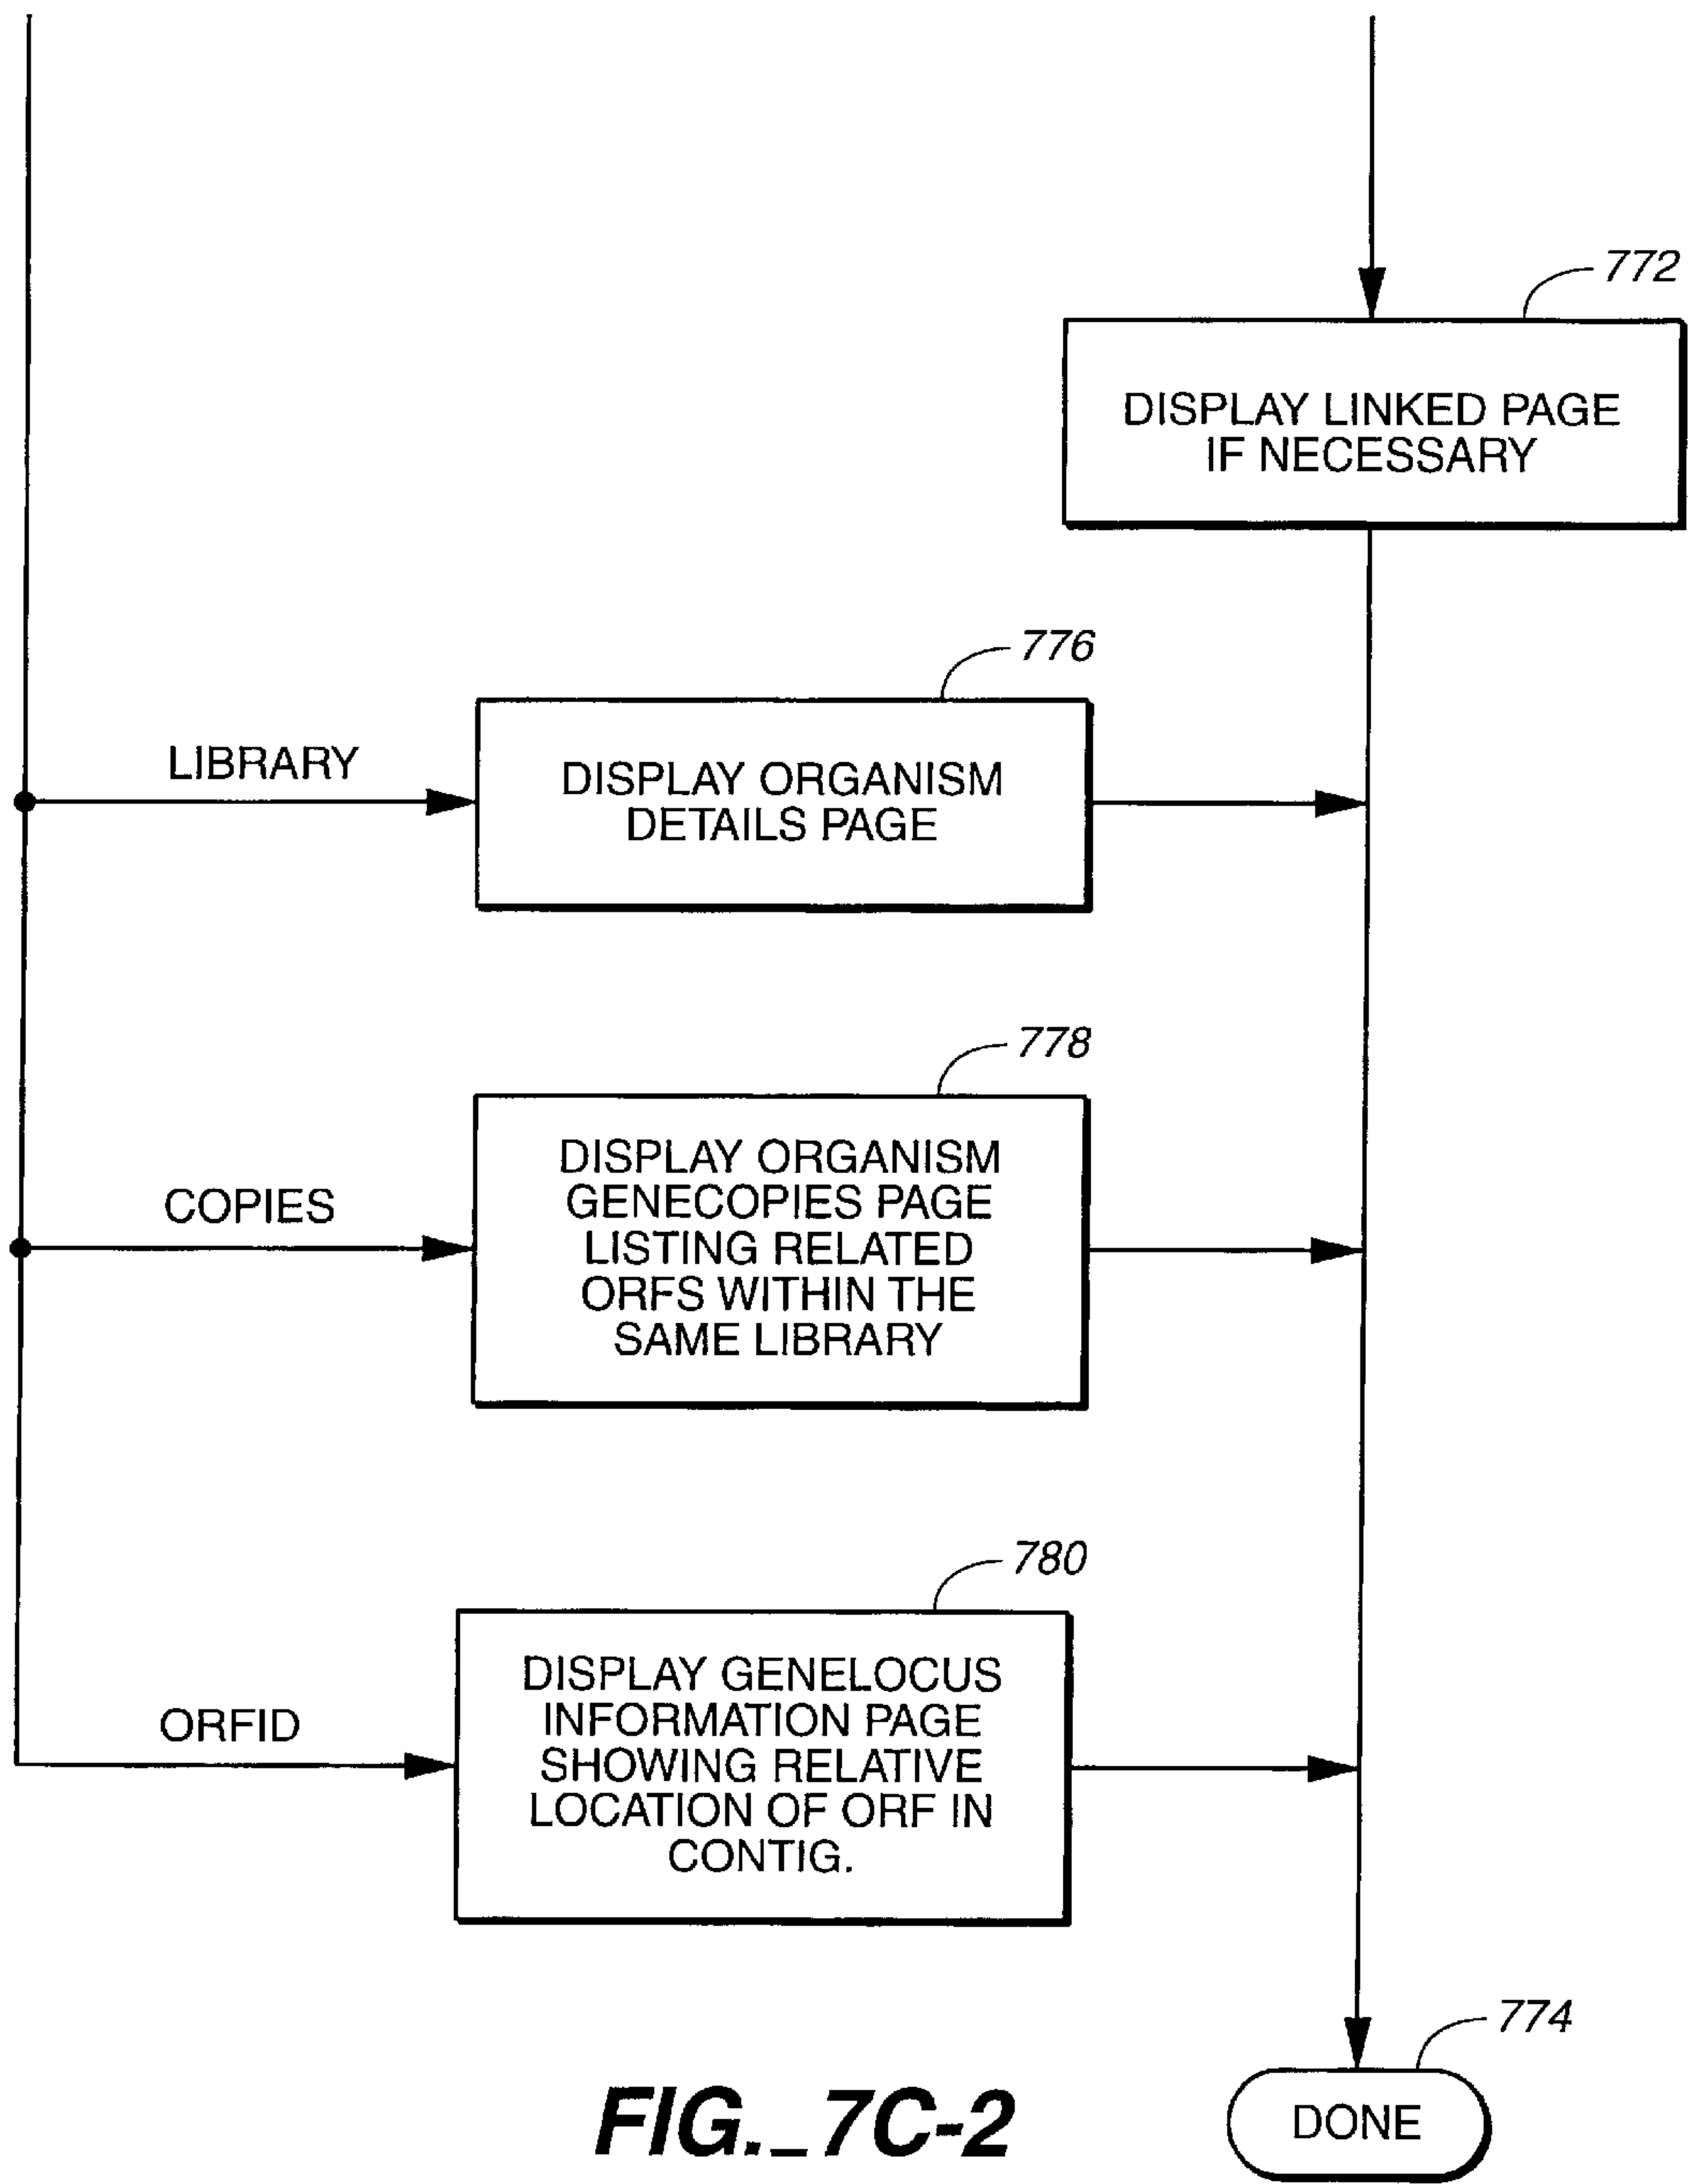 772
DISPLAY LINKED PAGE
IF NECESSARY
776
LIBRARY
DISPLAY ORGANISM
DETAILS PAGE
778
COPIES
DISPLAY ORGANISM
GENECOPIES PAGE
LISTING RELATED
ORFS WITHIN THE
SAME LIBRARY
780
ORFID
DISPLAY GENELOCUS
INFORMATION PAGE
SHOWING RELATIVE
LOCATION OF ORF IN
CONTIG.
774
DONE
FIG._7C-2